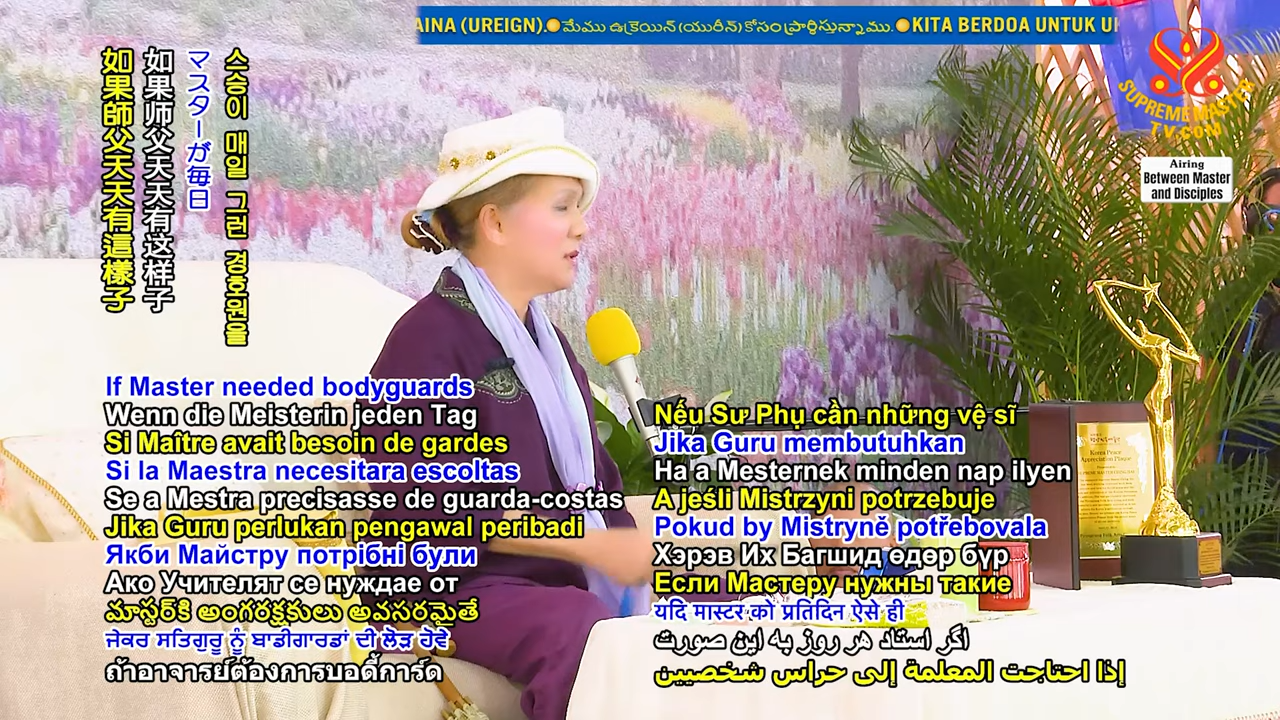 AINA (UREIGN).●మేము ఉక్రెయిన్ (యురీన్) కోసం ప్రార్థిస్తున్నాము.●KITA BERDOA UNTUK U
SUPREME MASTER
TV.COM
Airing
Between Master
and Disciples
如果師父天天有這樣子
如果师父天天有这样子
マスターが毎日
스승이 매일 그런 경호원을
If Master needed bodyguards
Wenn die Meisterin jeden Tag
Si Maître avait besoin de gardes
Si la Maestra necesitara escoltas
Se a Mestra precisasse de guarda-costas
Jika Guru perlukan pengawal peribadi
Якби Майстру потрібні були
Ако Учителят се нуждае от
మాస్టర్‌కి అంగరక్షకులు అవసరమైతే
ਜੇਕਰ ਸਤਿਗੁਰੂ ਨੂੰ ਬਾਡੀਗਾਰਡਾਂ ਦੀ ਲੋੜ ਹੋਵੇ
ถ้าอาจารย์ต้องการบอดี้การ์ด
Nếu Sư Phụ cần những vệ sĩ
Jika Guru membutuhkan
Ha a Mesternek minden nap ilyen
A jeśli Mistrzyni potrzebuje
Pokud by Mistryně potřebovala
Хэрэв Их Багшид өдөр бүр
Если Мастеру нужны такие
यदि मास्टर को प्रतिदिन ऐसे ही
اگر استاد هر روز به این صورت
إذا احتاجت المعلمة إلى حراس شخصيين
Korea Peace
Appreciation Plaque